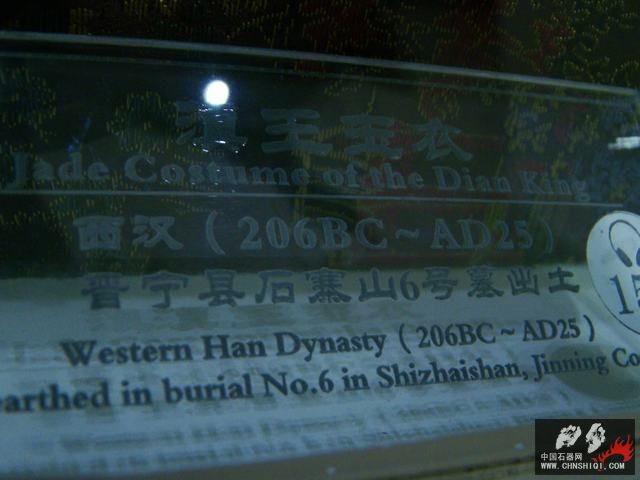 滇王玉衣
Jade Costume of the Dian King
西汉（206BC～AD25）
晋宁县石寨山6号墓出土
Western Han Dynasty（206BC～AD25）
earthed in burial No.6 in Shizhaishan, Jinning Co
中国石器网
WWW.CHNSHIQI.COM